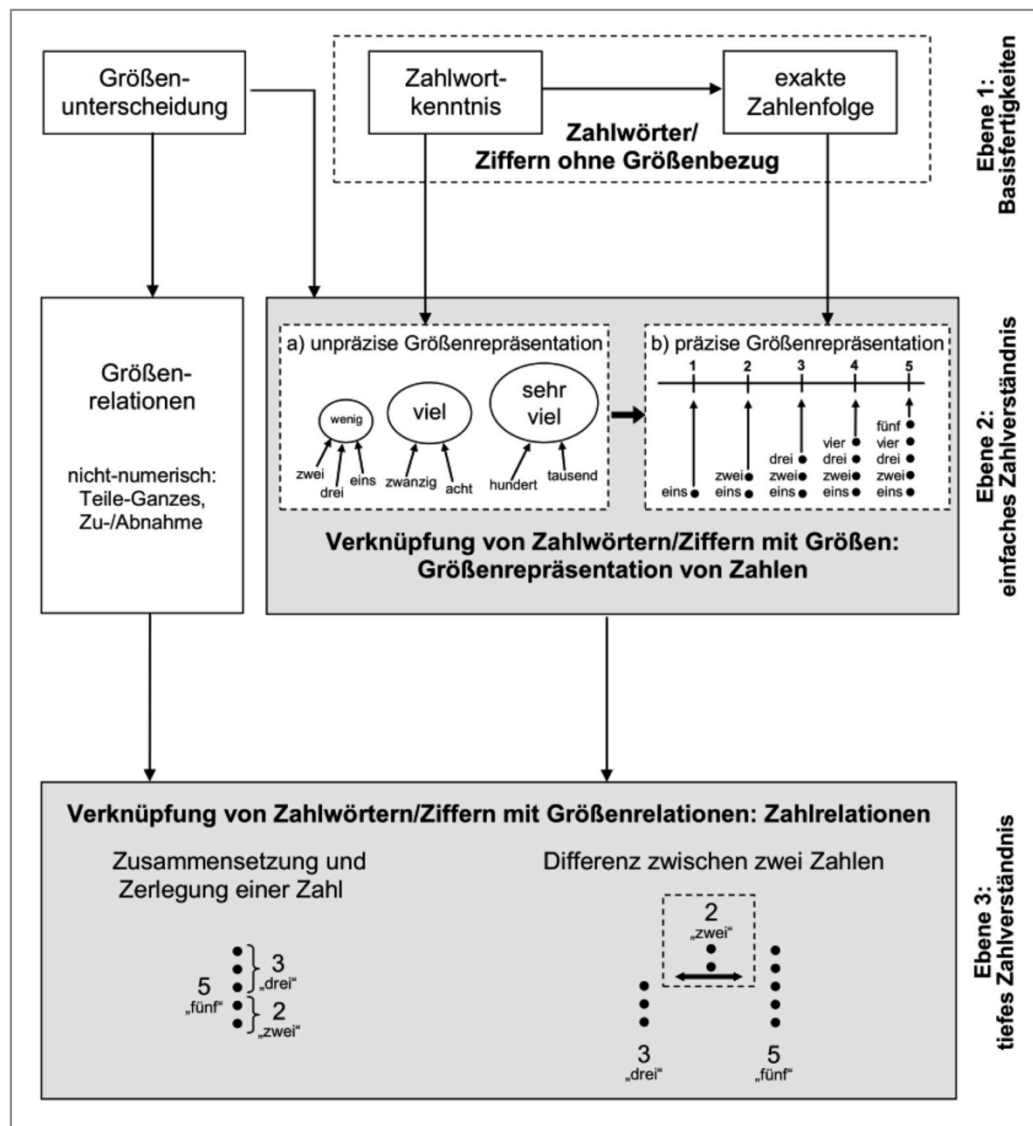 Größen-
unterscheidung
Zahlwort-
kenntnis
exakte
Zahlenfolge
Zahlwörter/
Ziffern ohne Größenbezug
Ebene 1:
Basisfertigkeiten
Größen-
relationen
nicht-numerisch:
Teile-Ganzes,
Zu-/Abnahme
a) unpräzise Größenrepräsentation
wenig
viel
sehr
viel
zwei
drei
eins
zwanzig
acht
hundert
tausend
b) präzise Größenrepräsentation
1 2 3 4 5
fünf
vier vier
drei drei drei
zwei zwei zwei zwei
eins eins eins eins eins
Verknüpfung von Zahlwörtern/Ziffern mit Größen:
Größenrepräsentation von Zahlen
Ebene 2:
einfaches Zahlverständnis
Verknüpfung von Zahlwörtern/Ziffern mit Größenrelationen: Zahlrelationen
Zusammensetzung und
Zerlegung einer Zahl
5
„fünf“
3
„drei“
2
„zwei“
Differenz zwischen zwei Zahlen
2
„zwei“
3
„drei“
5
„fünf“
Ebene 3:
tiefes Zahlverständnis